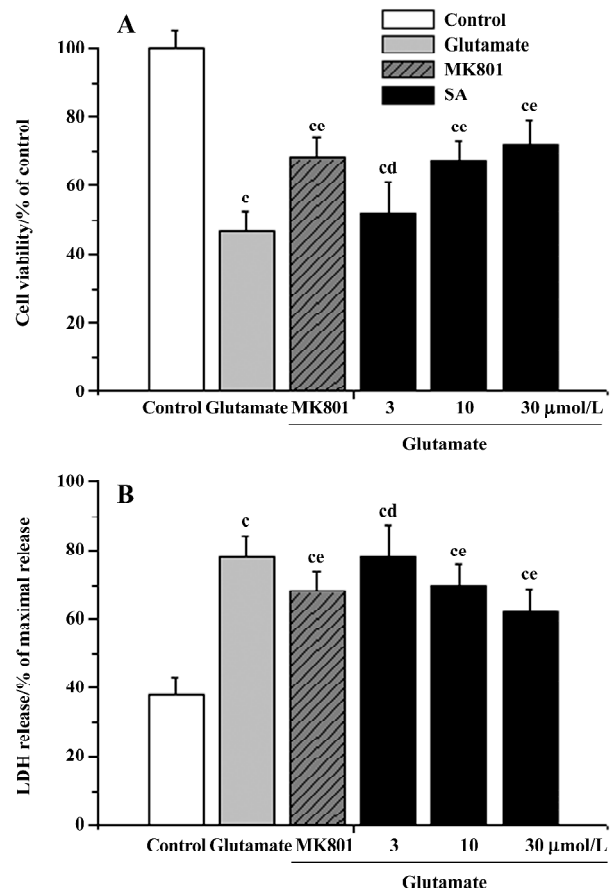 A
Control
Glutamate
MK801
SA
Cell viability/% of control
100
80
60
40
20
0
c
ce
cd
ce
ce
Control Glutamate MK801 3 10 30 μmol/L
Glutamate
B
LDH release/% of maximal release
100
80
60
40
20
0
c
ce
cd
ce
ce
Control Glutamate MK801 3 10 30 μmol/L
Glutamate